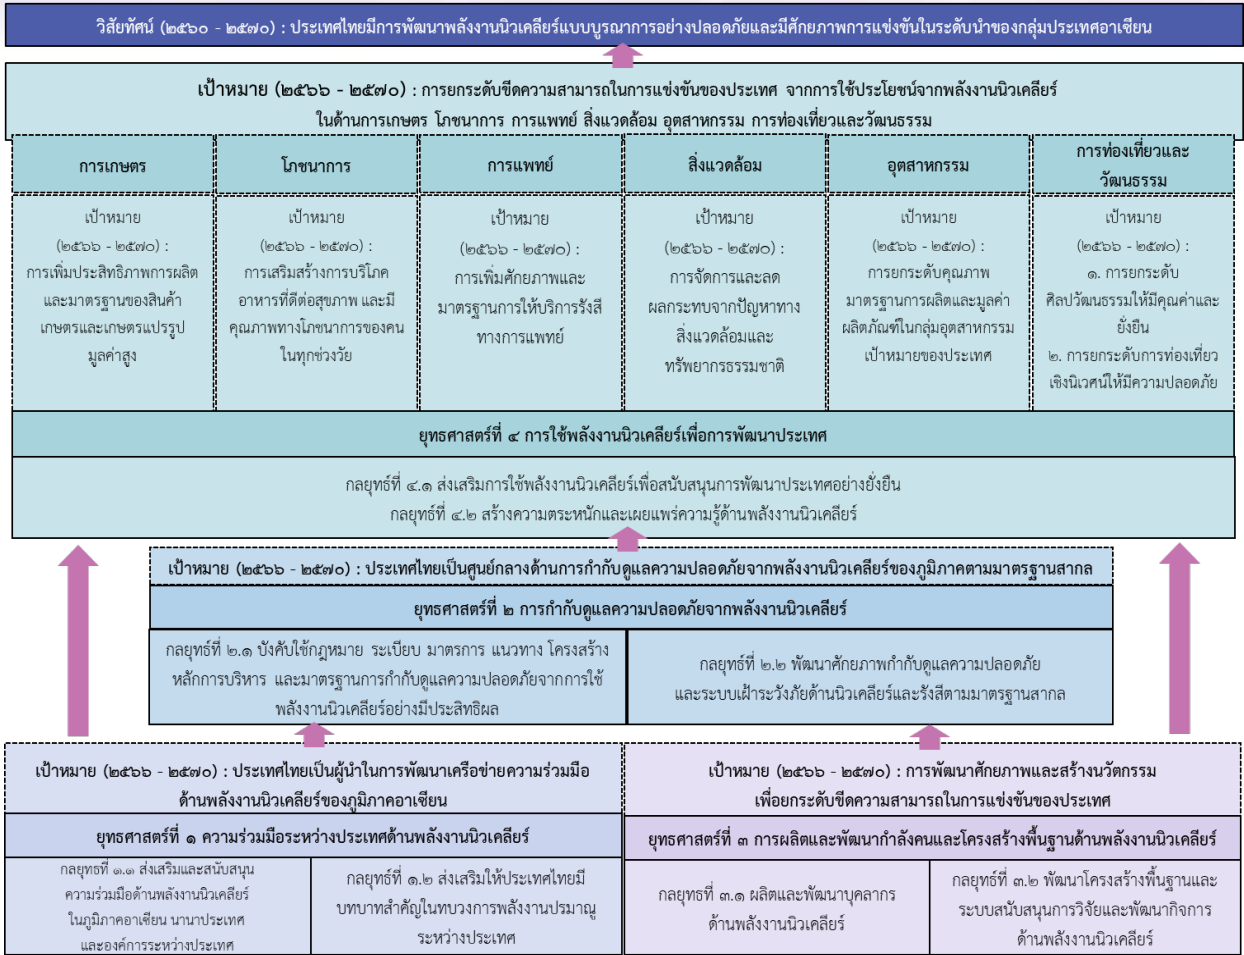 วิสัยทัศน์ (๒๕๖๐ - ๒๕๗๐) : ประเทศไทยมีการพัฒนาพลังงานนิวเคลียร์แบบบูรณาการอย่างปลอดภัยและมีศักยภาพการแข่งขันในระดับนำของกลุ่มประเทศอาเซียน
เป้าหมาย (๒๕๖๖ - ๒๕๗๐) : การยกระดับขีดความสามารถในการแข่งขันของประเทศ จากการใช้ประโยชน์จากพลังงานนิวเคลียร์
ในด้านการเกษตร โภชนาการ การแพทย์ สิ่งแวดล้อม อุตสาหกรรม การท่องเที่ยวและวัฒนธรรม
การเกษตร
เป้าหมาย
(๒๕๖๖ - ๒๕๗๐) :
การเพิ่มประสิทธิภาพการผลิต
และมาตรฐานของสินค้า
เกษตรและเกษตรแปรรูป
มูลค่าสูง
โภชนาการ
เป้าหมาย
(๒๕๖๖ - ๒๕๗๐) :
การเสริมสร้างการบริโภค
อาหารที่ดีต่อสุขภาพ และมี
คุณภาพทางโภชนาการของคน
ในทุกช่วงวัย
การแพทย์
เป้าหมาย
(๒๕๖๖ - ๒๕๗๐) :
การเพิ่มศักยภาพและ
มาตรฐานการให้บริการรังสี
ทางการแพทย์
สิ่งแวดล้อม
เป้าหมาย
(๒๕๖๖ - ๒๕๗๐) :
การจัดการและลด
ผลกระทบจากปัญหาทาง
สิ่งแวดล้อมและ
ทรัพยากรธรรมชาติ
อุตสาหกรรม
เป้าหมาย
(๒๕๖๖ - ๒๕๗๐) :
การยกระดับคุณภาพ
มาตรฐานการผลิตและมูลค่า
ผลิตภัณฑ์ในกลุ่มอุตสาหกรรม
เป้าหมายของประเทศ
การท่องเที่ยวและ
วัฒนธรรม
เป้าหมาย
(๒๕๖๖ - ๒๕๗๐) :
๑. การยกระดับ
ศิลปวัฒนธรรมให้มีคุณค่าและ
ยั่งยืน
๒. การยกระดับการท่องเที่ยว
เชิงนิเวศน์ให้มีความปลอดภัย
ยุทธศาสตร์ที่ ๔ การใช้พลังงานนิวเคลียร์เพื่อการพัฒนาประเทศ
กลยุทธ์ที่ ๔.๑ ส่งเสริมการใช้พลังงานนิวเคลียร์เพื่อสนับสนุนการพัฒนาประเทศอย่างยั่งยืน
กลยุทธ์ที่ ๔.๒ สร้างความตระหนักและเผยแพร่ความรู้ด้านพลังงานนิวเคลียร์
เป้าหมาย (๒๕๖๖ - ๒๕๗๐) : ประเทศไทยเป็นศูนย์กลางด้านการกำกับดูแลความปลอดภัยจากพลังงานนิวเคลียร์ของภูมิภาคตามมาตรฐานสากล
ยุทธศาสตร์ที่ ๒ การกำกับดูแลความปลอดภัยจากพลังงานนิวเคลียร์
กลยุทธ์ที่ ๒.๑ บังคับใช้กฎหมาย ระเบียบ มาตรการ แนวทาง โครงสร้าง
หลักการบริหาร และมาตรฐานการกำกับดูแลความปลอดภัยจากการใช้
พลังงานนิวเคลียร์อย่างมีประสิทธิผล
กลยุทธ์ที่ ๒.๒ พัฒนาศักยภาพกำกับดูแลความปลอดภัย
และระบบเฝ้าระวังภัยด้านนิวเคลียร์และรังสีตามมาตรฐานสากล
เป้าหมาย (๒๕๖๖ - ๒๕๗๐) : ประเทศไทยเป็นผู้นำในการพัฒนาเครือข่ายความร่วมมือ
ด้านพลังงานนิวเคลียร์ของภูมิภาคอาเซียน
ยุทธศาสตร์ที่ ๑ ความร่วมมือระหว่างประเทศด้านพลังงานนิวเคลียร์
กลยุทธที่ ๑.๑ ส่งเสริมและสนับสนุน
ความร่วมมือด้านพลังงานนิวเคลียร์
ในภูมิภาคอาเซียน นานาประเทศ
และองค์การระหว่างประเทศ
กลยุทธ์ที่ ๑.๒ ส่งเสริมให้ประเทศไทยมี
บทบาทสำคัญในทบวงการพลังงานปรมาณู
ระหว่างประเทศ
เป้าหมาย (๒๕๖๖ - ๒๕๗๐) : การพัฒนาศักยภาพและสร้างนวัตกรรม
เพื่อยกระดับขีดความสามารถในการแข่งขันของประเทศ
ยุทธศาสตร์ที่ ๓ การผลิตและพัฒนากำลังคนและโครงสร้างพื้นฐานด้านพลังงานนิวเคลียร์
กลยุทธที่ ๓.๑ ผลิตและพัฒนาบุคลากร
ด้านพลังงานนิวเคลียร์
กลยุทธ์ที่ ๓.๒ พัฒนาโครงสร้างพื้นฐานและ
ระบบสนับสนุนการวิจัยและพัฒนากิจการ
ด้านพลังงานนิวเคลียร์